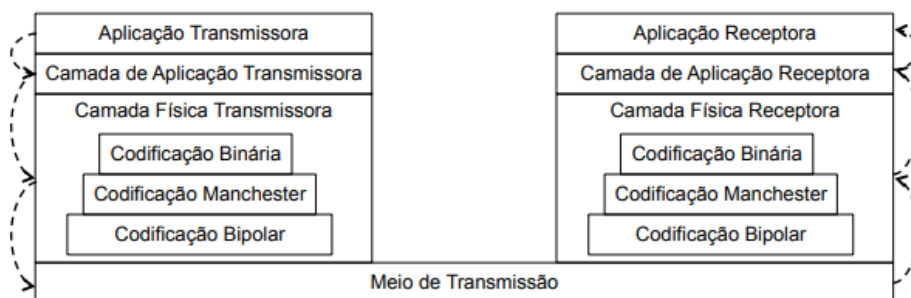 Aplicação Transmissora
Camada de Aplicação Transmissora
Camada Física Transmissora
Codificação Binária
Codificação Manchester
Codificação Bipolar
Aplicação Receptora
Camada de Aplicação Receptora
Camada Física Receptora
Codificação Binária
Codificação Manchester
Codificação Bipolar
Meio de Transmissão